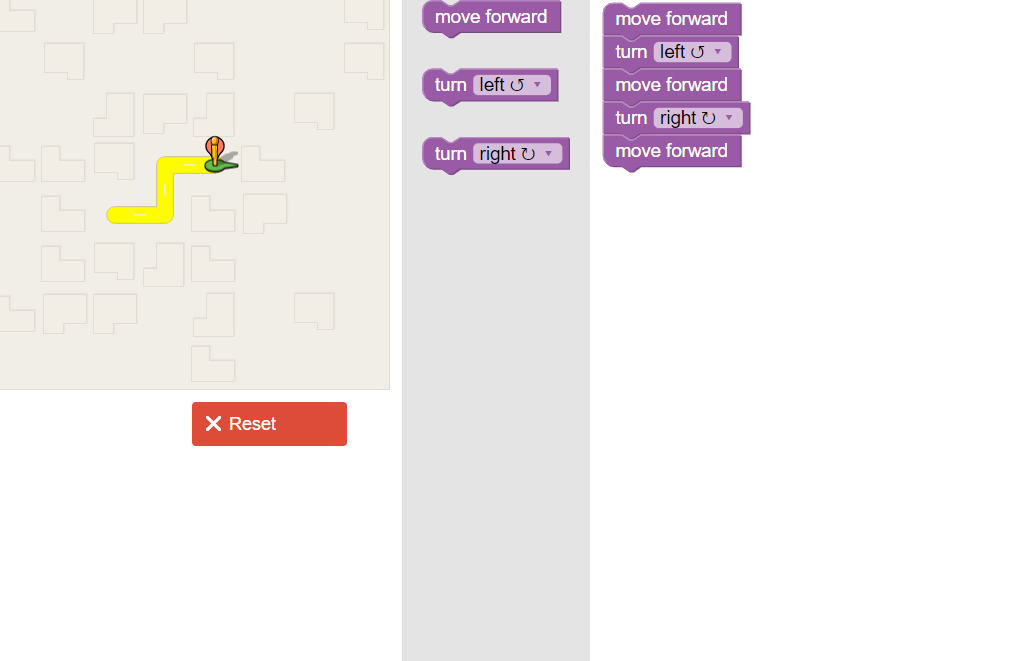 move forward
turn left ↺ ▼
turn right ↻ ▼
move forward
turn left ↺ ▼
move forward
turn right ↻ ▼
move forward
Reset